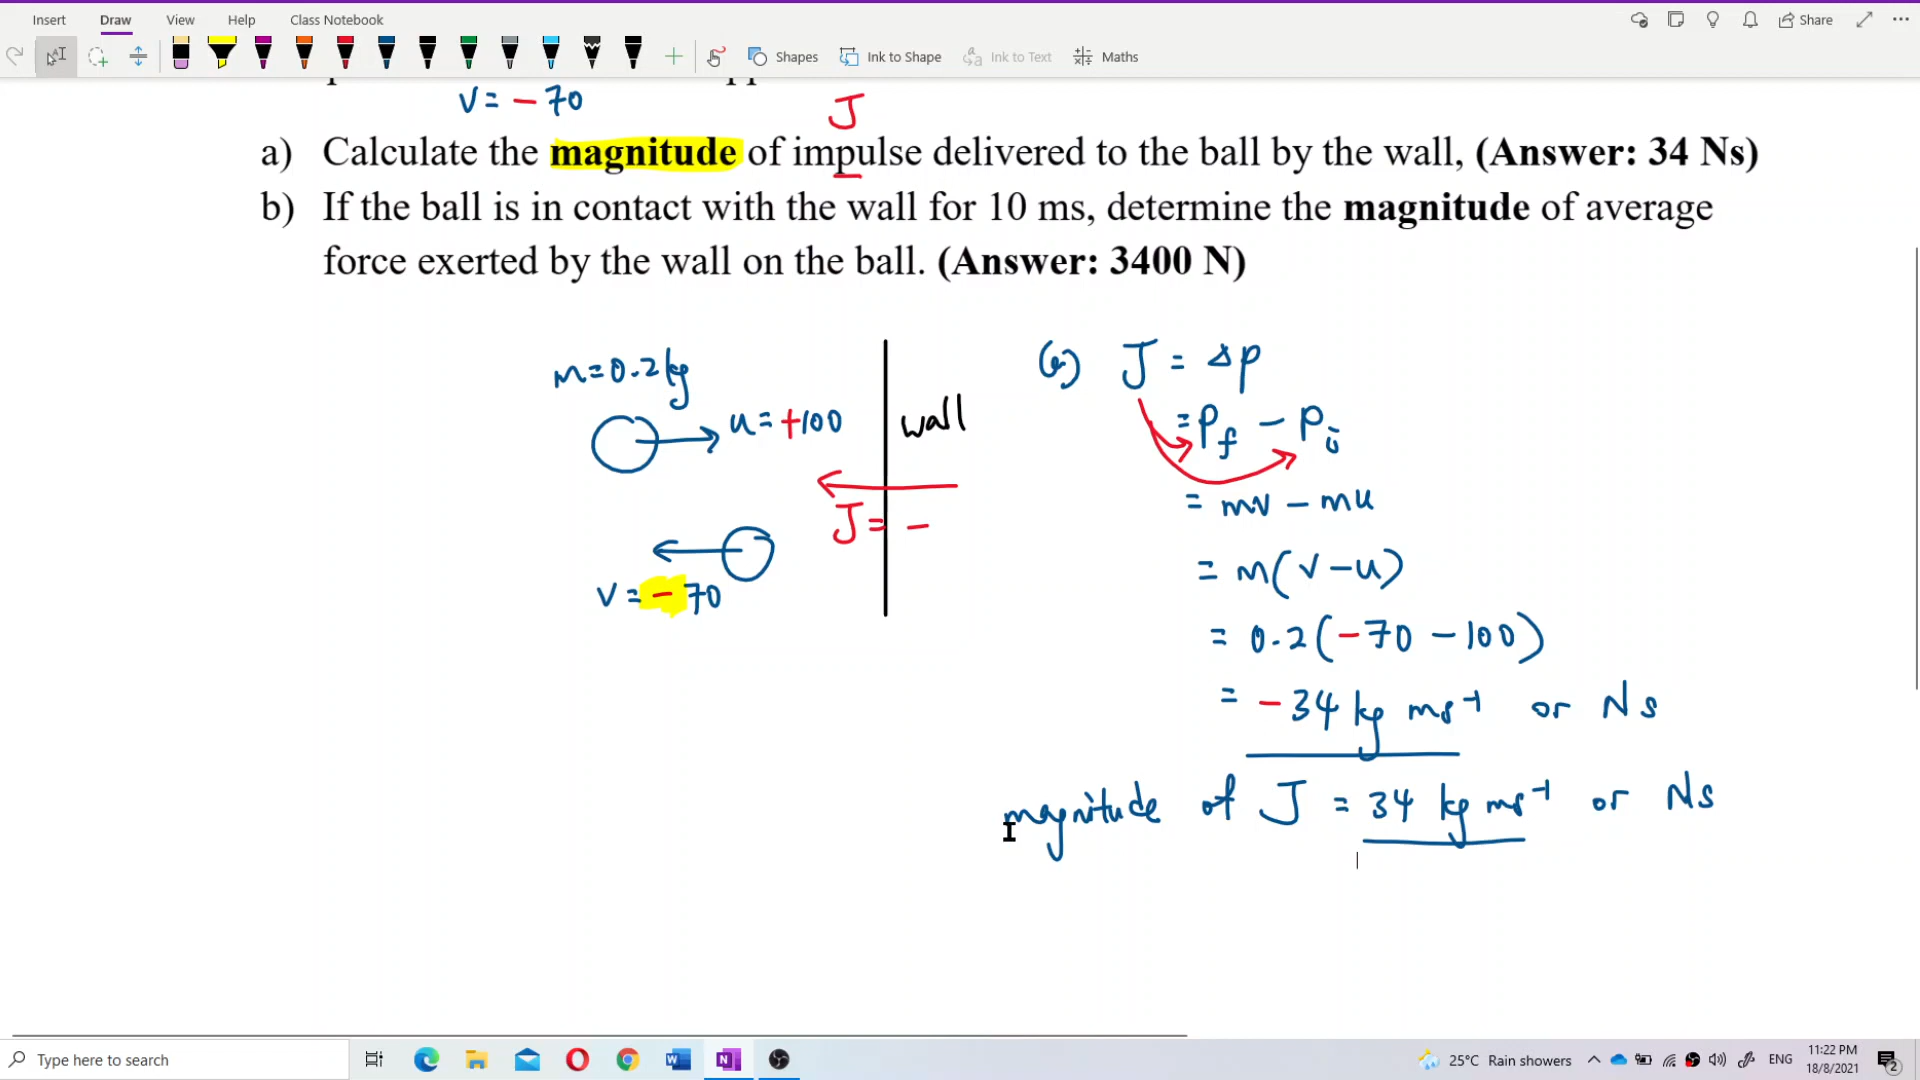 Insert Draw View Help Class Notebook
Share
Shapes Ink to Shape Ink to Text Maths
v = - 70
J
a) Calculate the magnitude of impulse delivered to the ball by the wall, (Answer: 34 Ns)
b) If the ball is in contact with the wall for 10 ms, determine the magnitude of average
force exerted by the wall on the ball. (Answer: 3400 N)
m = 0.2 kg
u = +100
wall
J = -
v = - 70
(a) J = Δp
= Pf - Pi
= mv - mu
= m(v - u)
= 0.2(-70 - 100)
= -34 kg ms⁻¹ or Ns
magnitude of J = 34 kg ms⁻¹ or Ns
Type here to search
25°C Rain showers
ENG
11:22 PM
18/8/2021
2